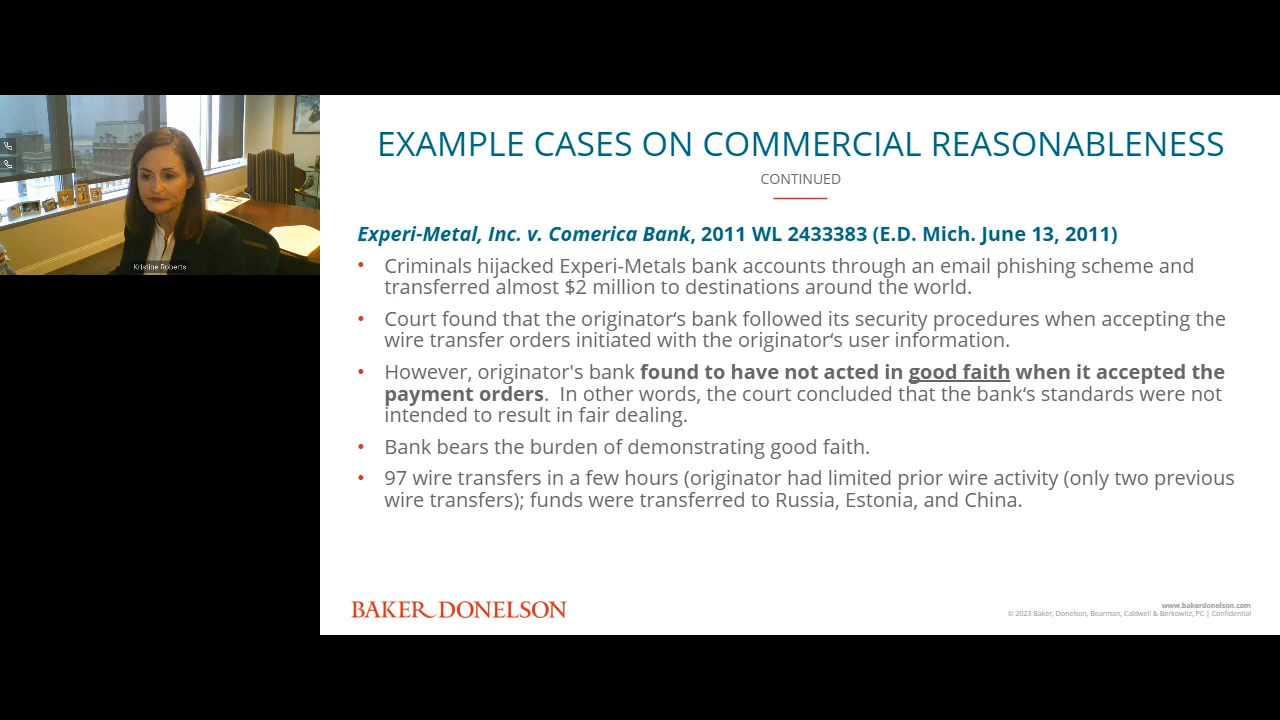 Kristine Roberts
EXAMPLE CASES ON COMMERCIAL REASONABLENESS
CONTINUED
Experi-Metal, Inc. v. Comerica Bank, 2011 WL 2433383 (E.D. Mich. June 13, 2011)
• Criminals hijacked Experi-Metals bank accounts through an email phishing scheme and
transferred almost $2 million to destinations around the world.
• Court found that the originator‘s bank followed its security procedures when accepting the
wire transfer orders initiated with the originator‘s user information.
• However, originator's bank found to have not acted in good faith when it accepted the
payment orders. In other words, the court concluded that the bank‘s standards were not
intended to result in fair dealing.
• Bank bears the burden of demonstrating good faith.
• 97 wire transfers in a few hours (originator had limited prior wire activity (only two previous
wire transfers); funds were transferred to Russia, Estonia, and China.
BAKER DONELSON
www.bakerdonelson.com
© 2023 Baker, Donelson, Bearman, Caldwell & Berkowitz, PC | Confidential